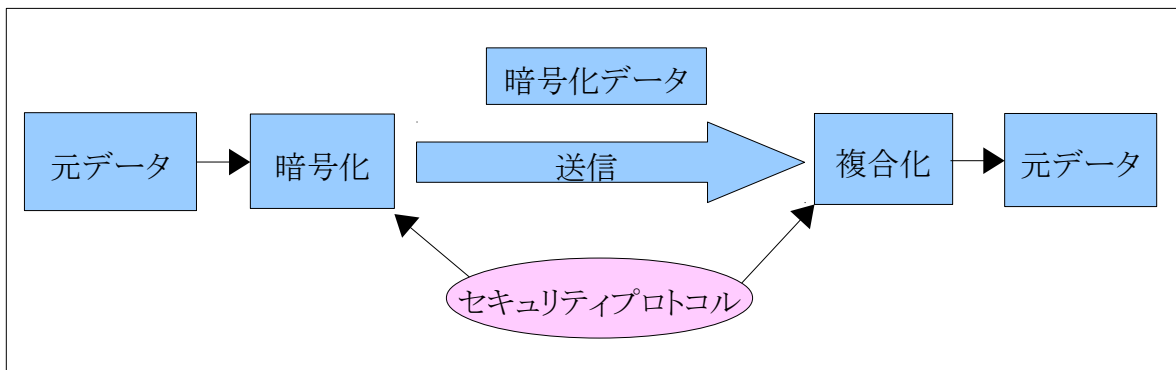 暗号化データ
元データ
暗号化
送信
複合化
元データ
セキュリティプロトコル